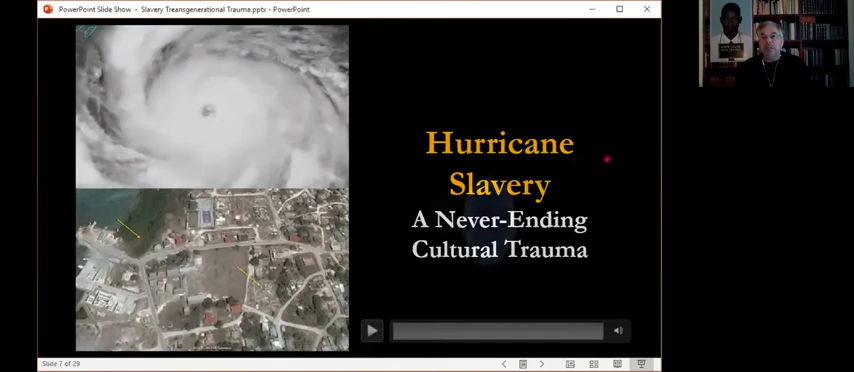 PowerPoint Slide Show - Slavery Treansgenerational Trauma.pptx - PowerPoint
Hurricane
Slavery
A Never-Ending
Cultural Trauma
Slide 7 of 29